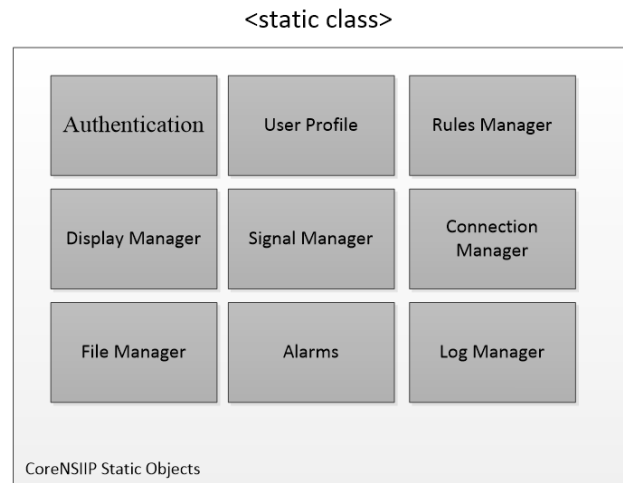 <static class>
Authentication
User Profile
Rules Manager
Display Manager
Signal Manager
Connection
Manager
File Manager
Alarms
Log Manager
CoreNSIIP Static Objects